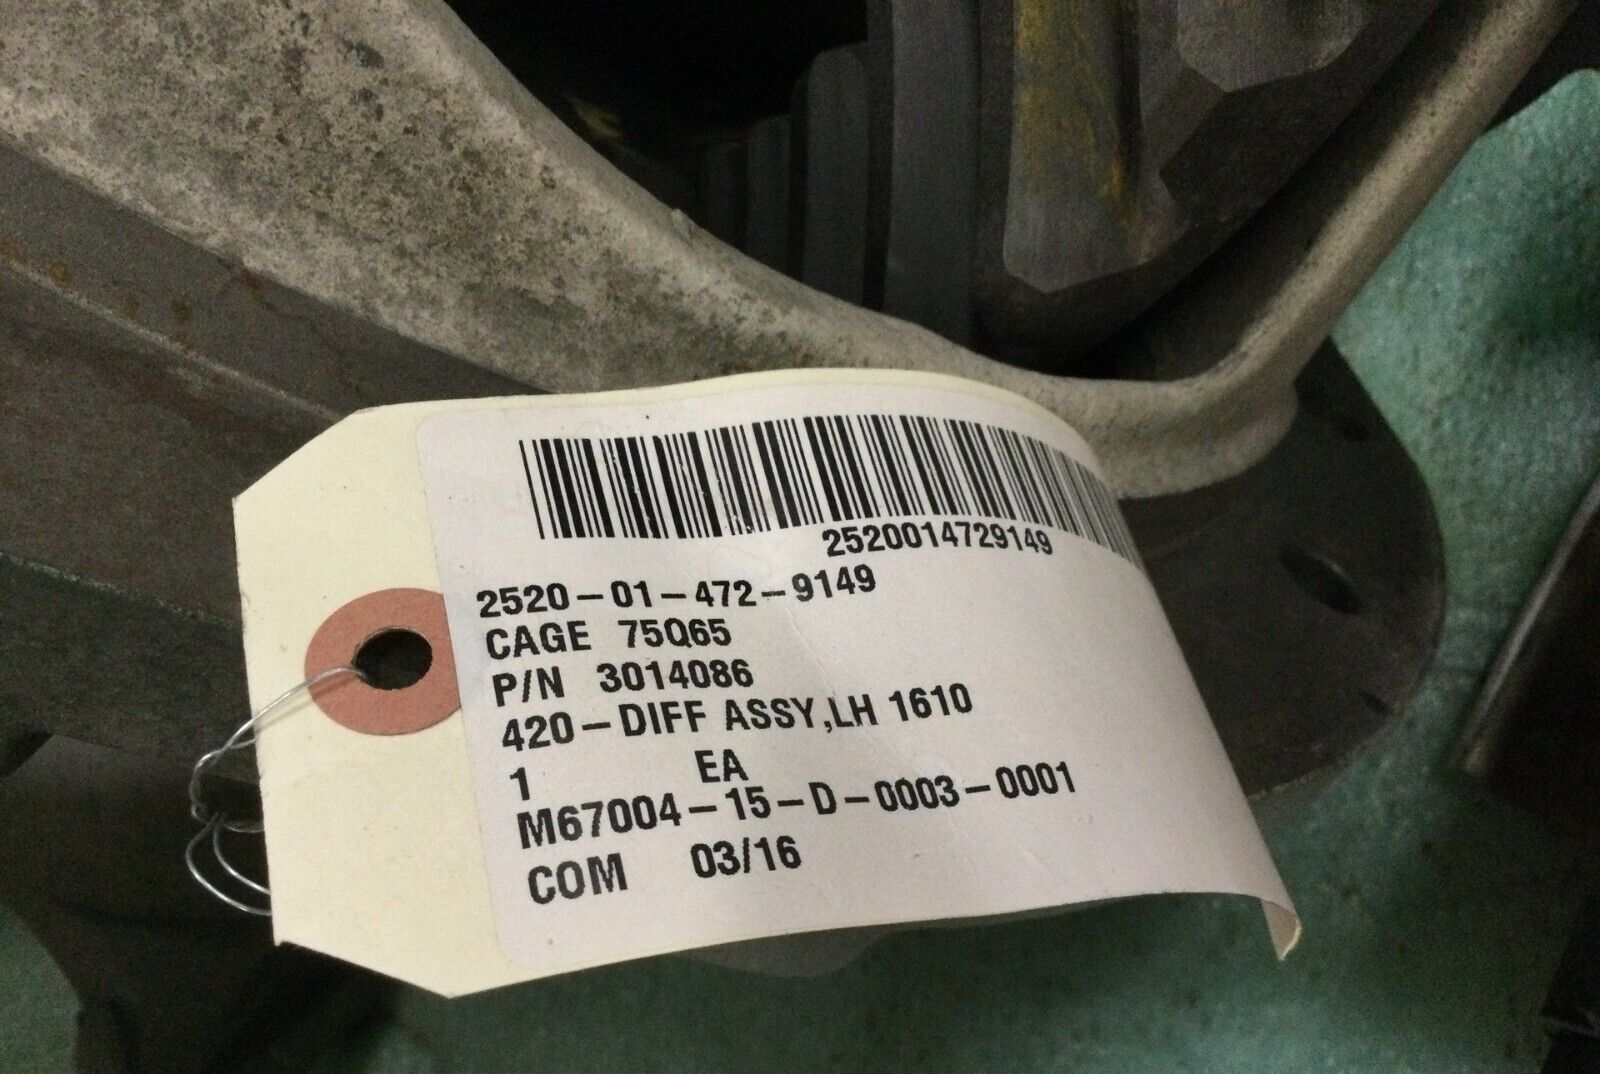 2520014729149
2520-01-472-9149
CAGE 75Q65
P/N 3014086
420-DIFF ASSY,LH 1610
1 EA
M67004-15-D-0003-0001
COM 03/16